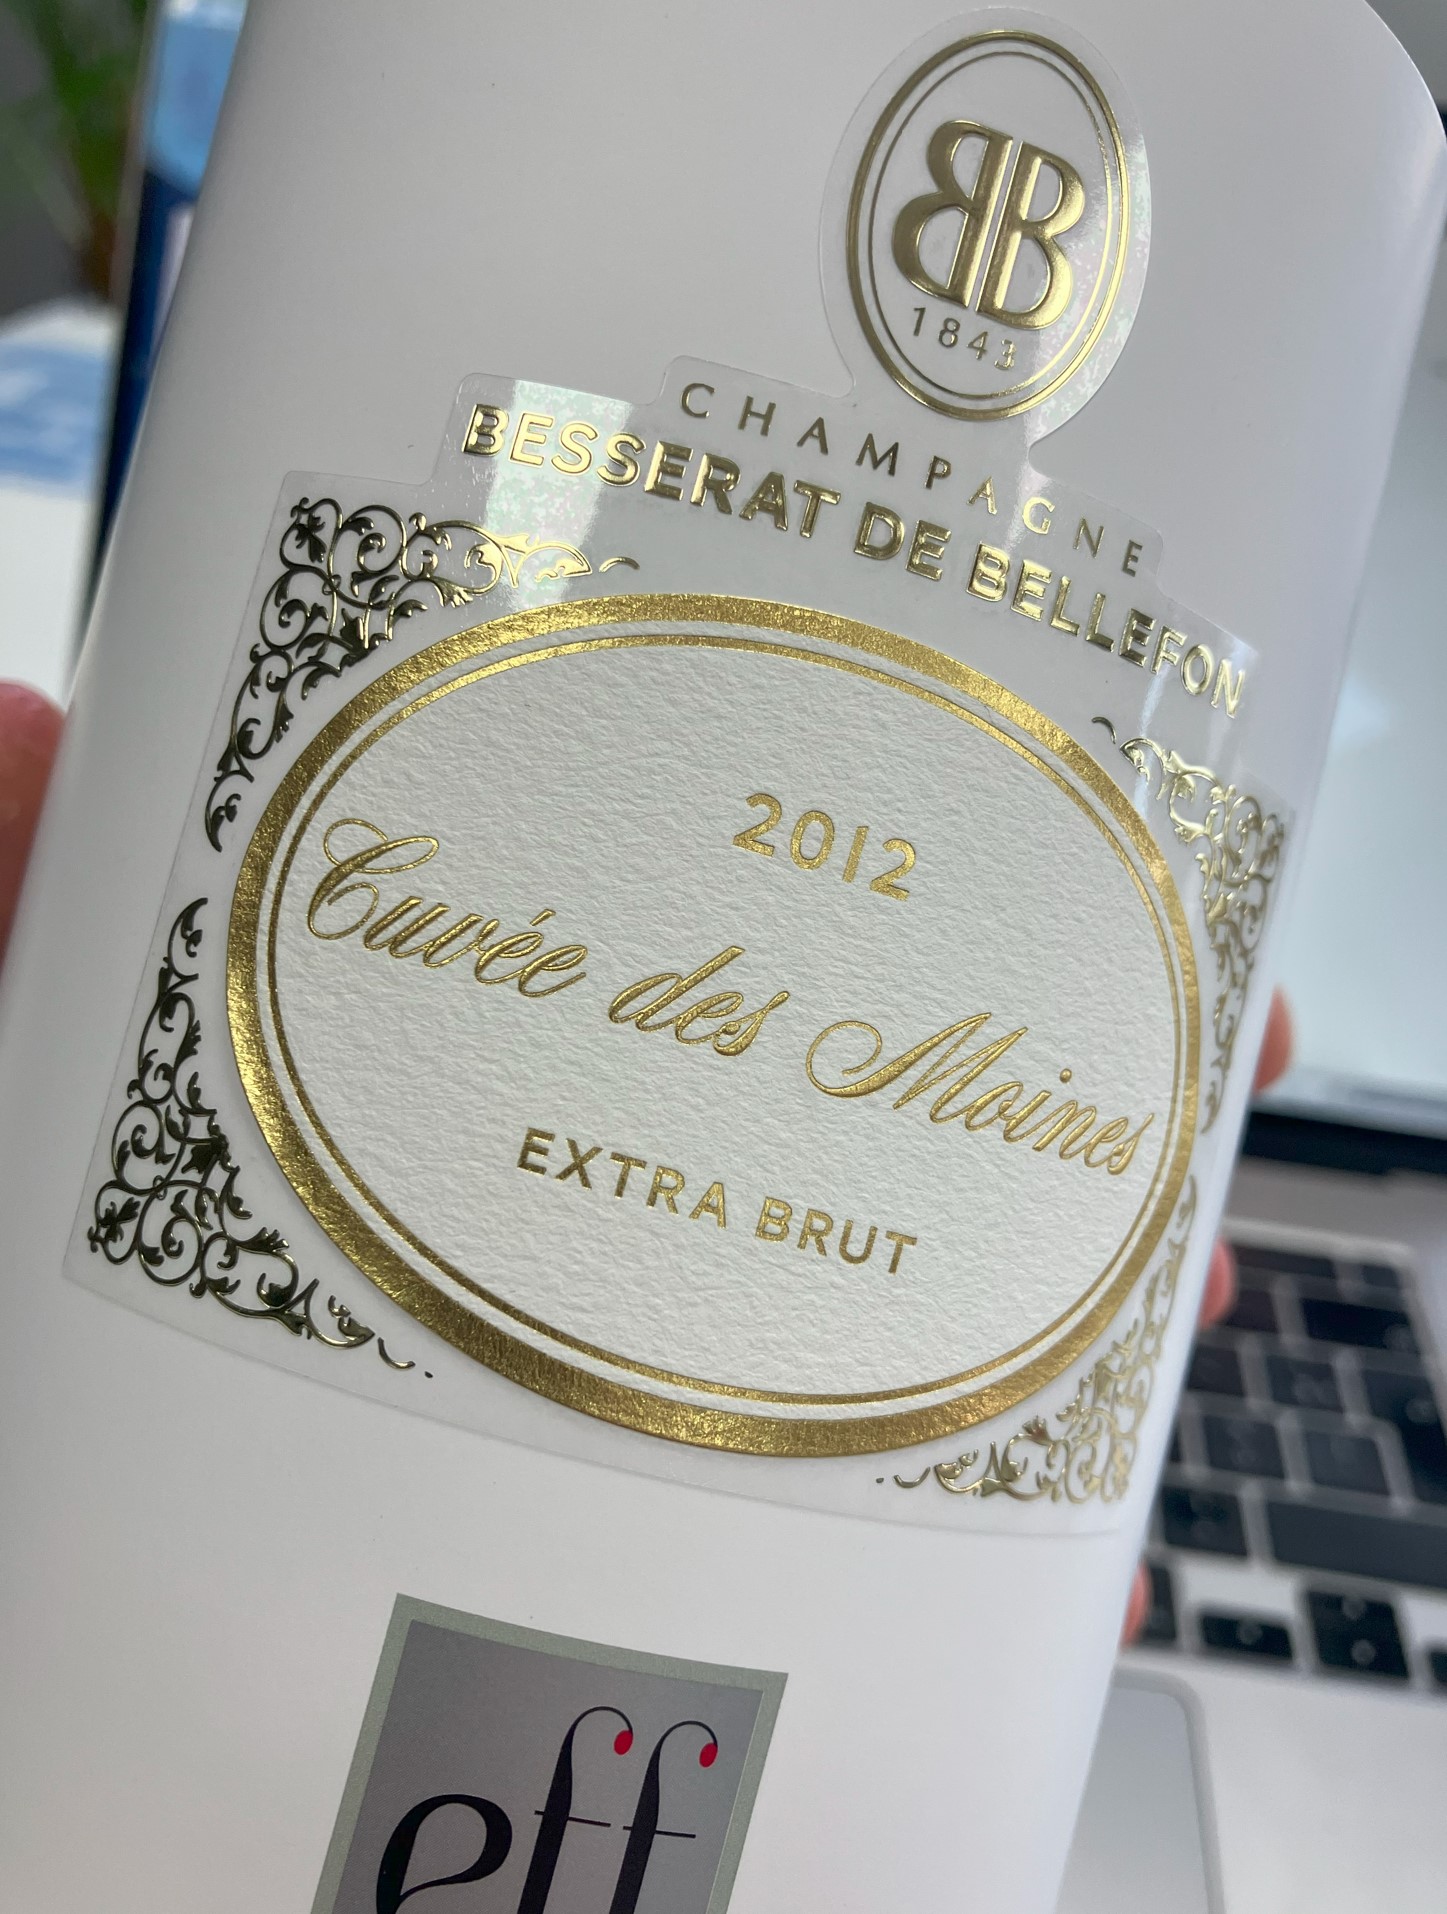 BB
1843
CHAMPAGNE
BESSERAT DE BELLEFON
2012
Cuvée des Moines
EXTRA BRUT
eff